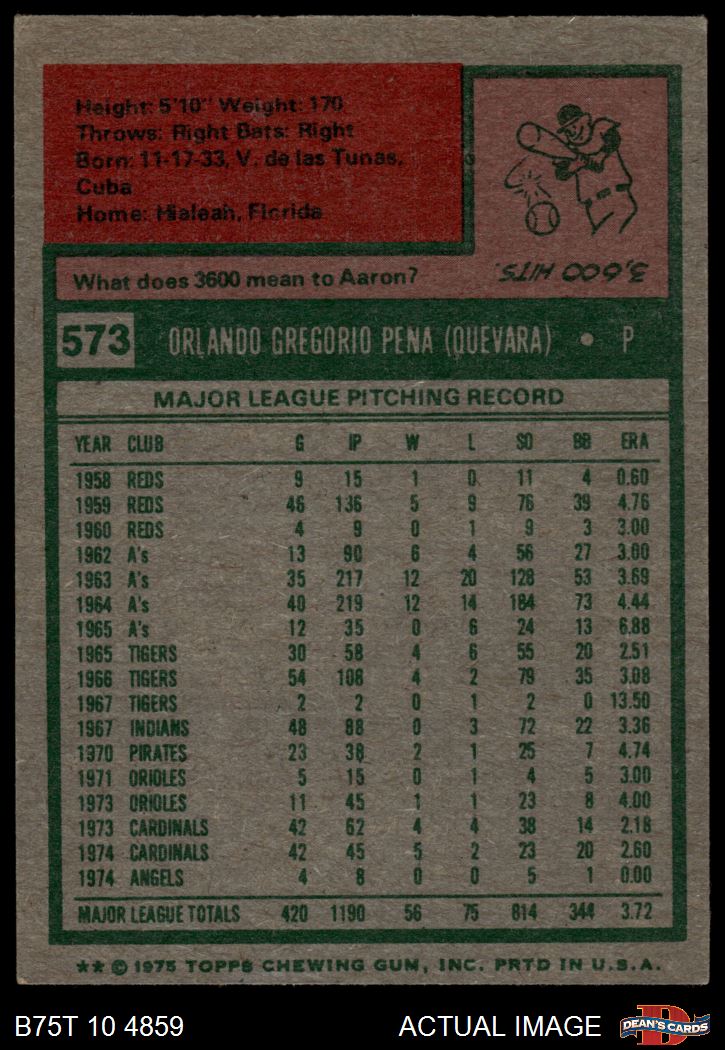 Height: 5'10" Weight: 170
Throws: Right Bats: Right
Born: 11-17-33, V. de las Tunas,
Cuba
Home: Hialeah, Florida
What does 3600 mean to Aaron?
3,600 HITS.
573 ORLANDO GREGORIO PENA (QUEVARA) • P
MAJOR LEAGUE PITCHING RECORD
YEAR CLUB G IP W L SO BB ERA
1958 REDS 9 15 1 0 11 4 0.60
1959 REDS 46 136 5 9 76 39 4.76
1960 REDS 4 9 0 1 9 3 3.00
1962 A's 13 90 6 4 56 27 3.00
1963 A's 35 217 12 20 128 53 3.69
1964 A's 40 219 12 14 184 73 4.44
1965 A's 12 35 0 6 24 13 6.88
1965 TIGERS 30 58 4 6 55 20 2.51
1966 TIGERS 54 108 4 2 79 35 3.08
1967 TIGERS 2 2 0 1 2 0 13.50
1967 INDIANS 48 88 0 3 72 22 3.36
1970 PIRATES 23 38 2 1 25 7 4.74
1971 ORIOLES 5 15 0 1 4 5 3.00
1973 ORIOLES 11 45 1 1 23 8 4.00
1973 CARDINALS 42 62 4 4 38 14 2.18
1974 CARDINALS 42 45 5 2 23 20 2.60
1974 ANGELS 4 8 0 0 5 1 0.00
MAJOR LEAGUE TOTALS 420 1190 56 75 814 344 3.72
★★ © 1975 TOPPS CHEWING GUM, INC. PRTD IN U.S.A.
B75T 10 4859 ACTUAL IMAGE
D
DEAN'S CARDS